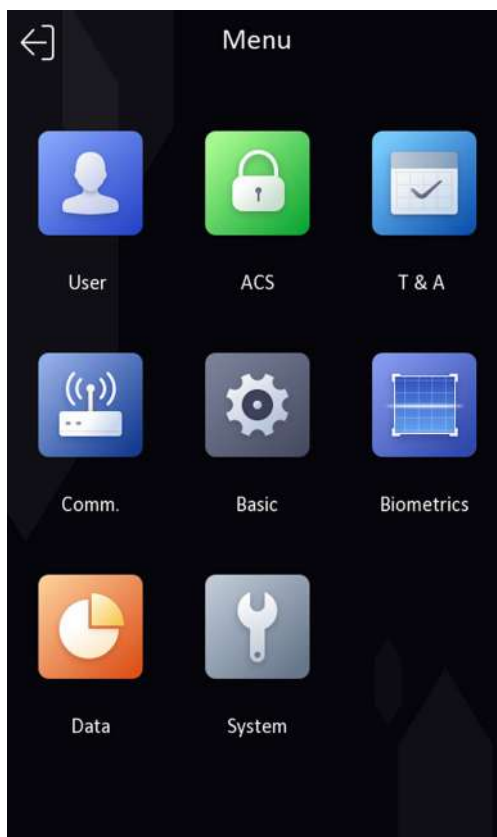 Menu
User
ACS
T & A
Comm.
Basic
Biometrics
Data
System